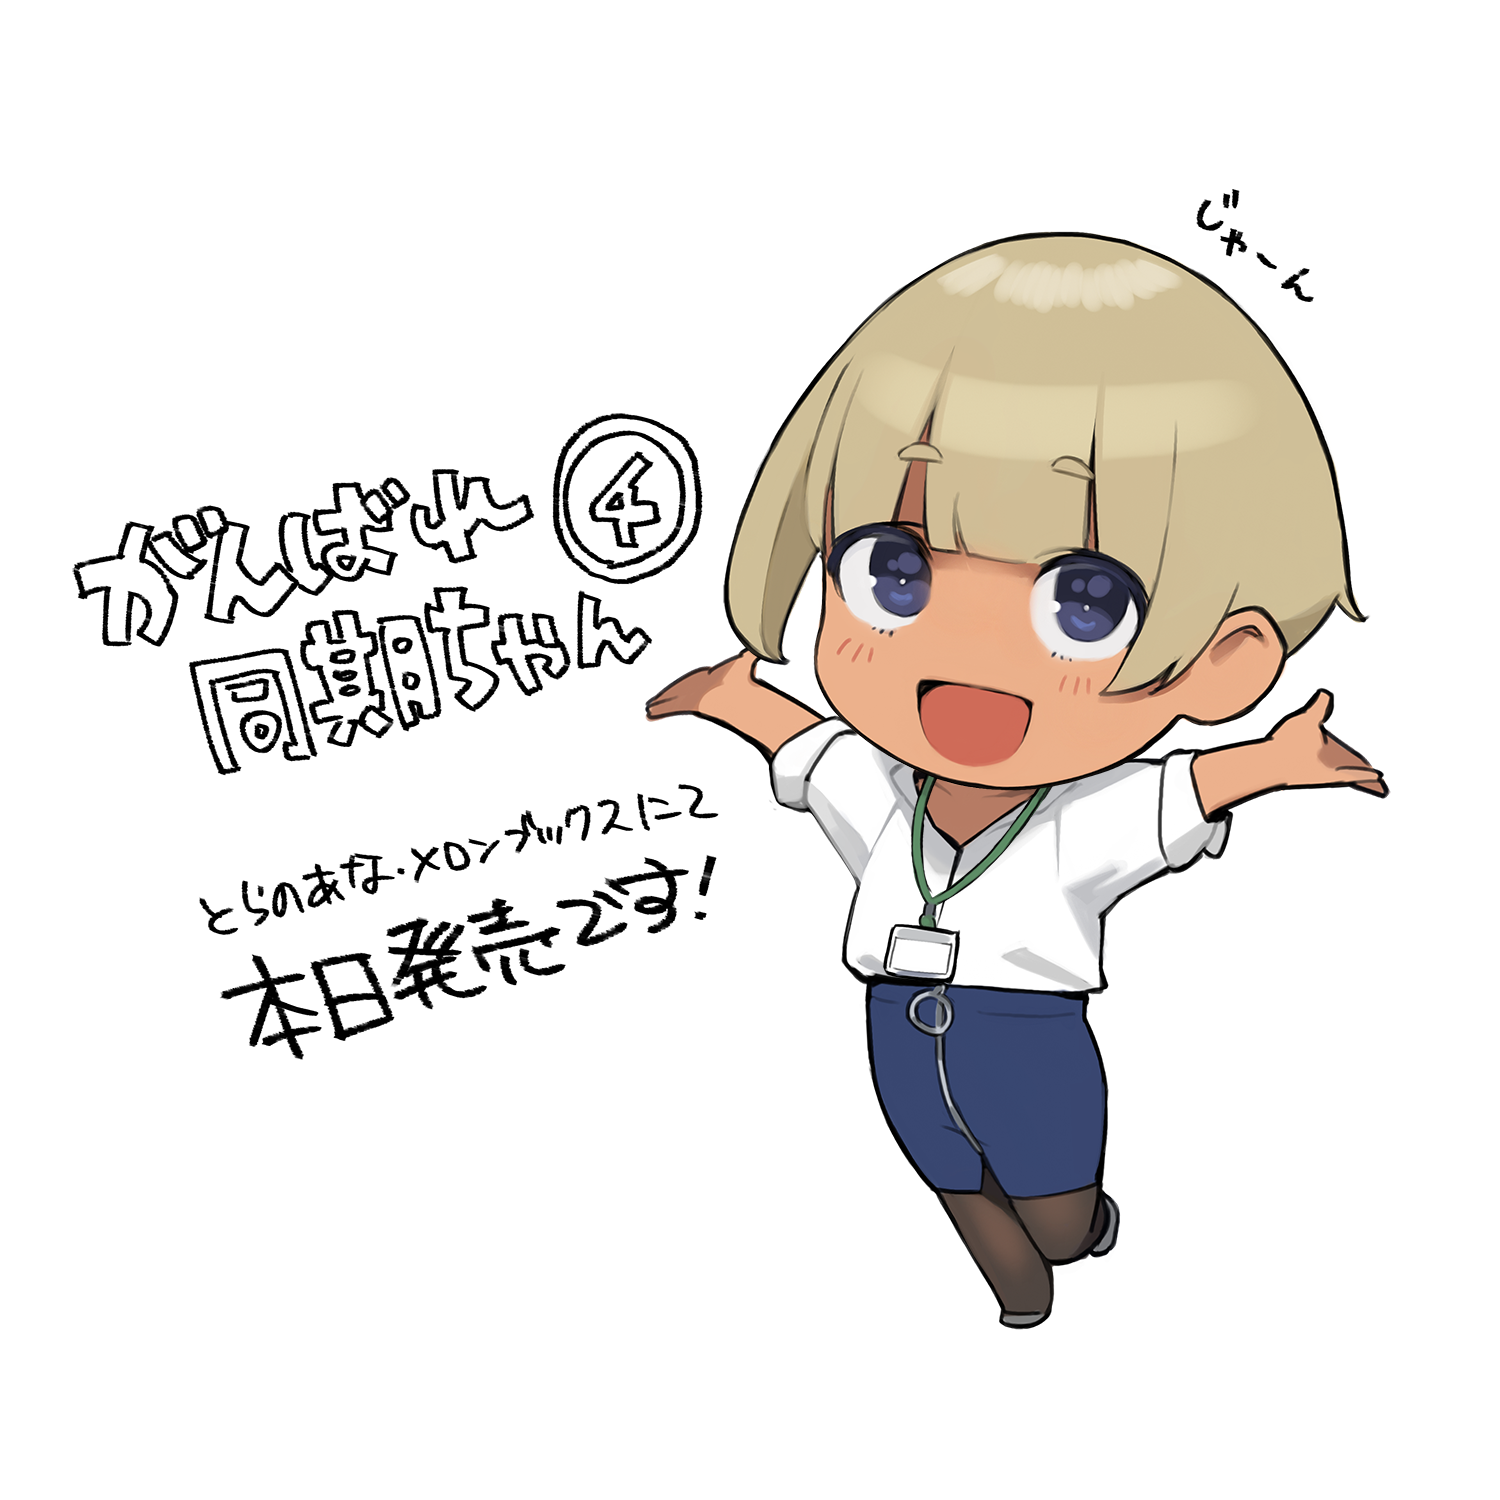 じゃーん
がんばれ④
同期ちゃん
とらのあな・メロンブックスにて
本日発売です!